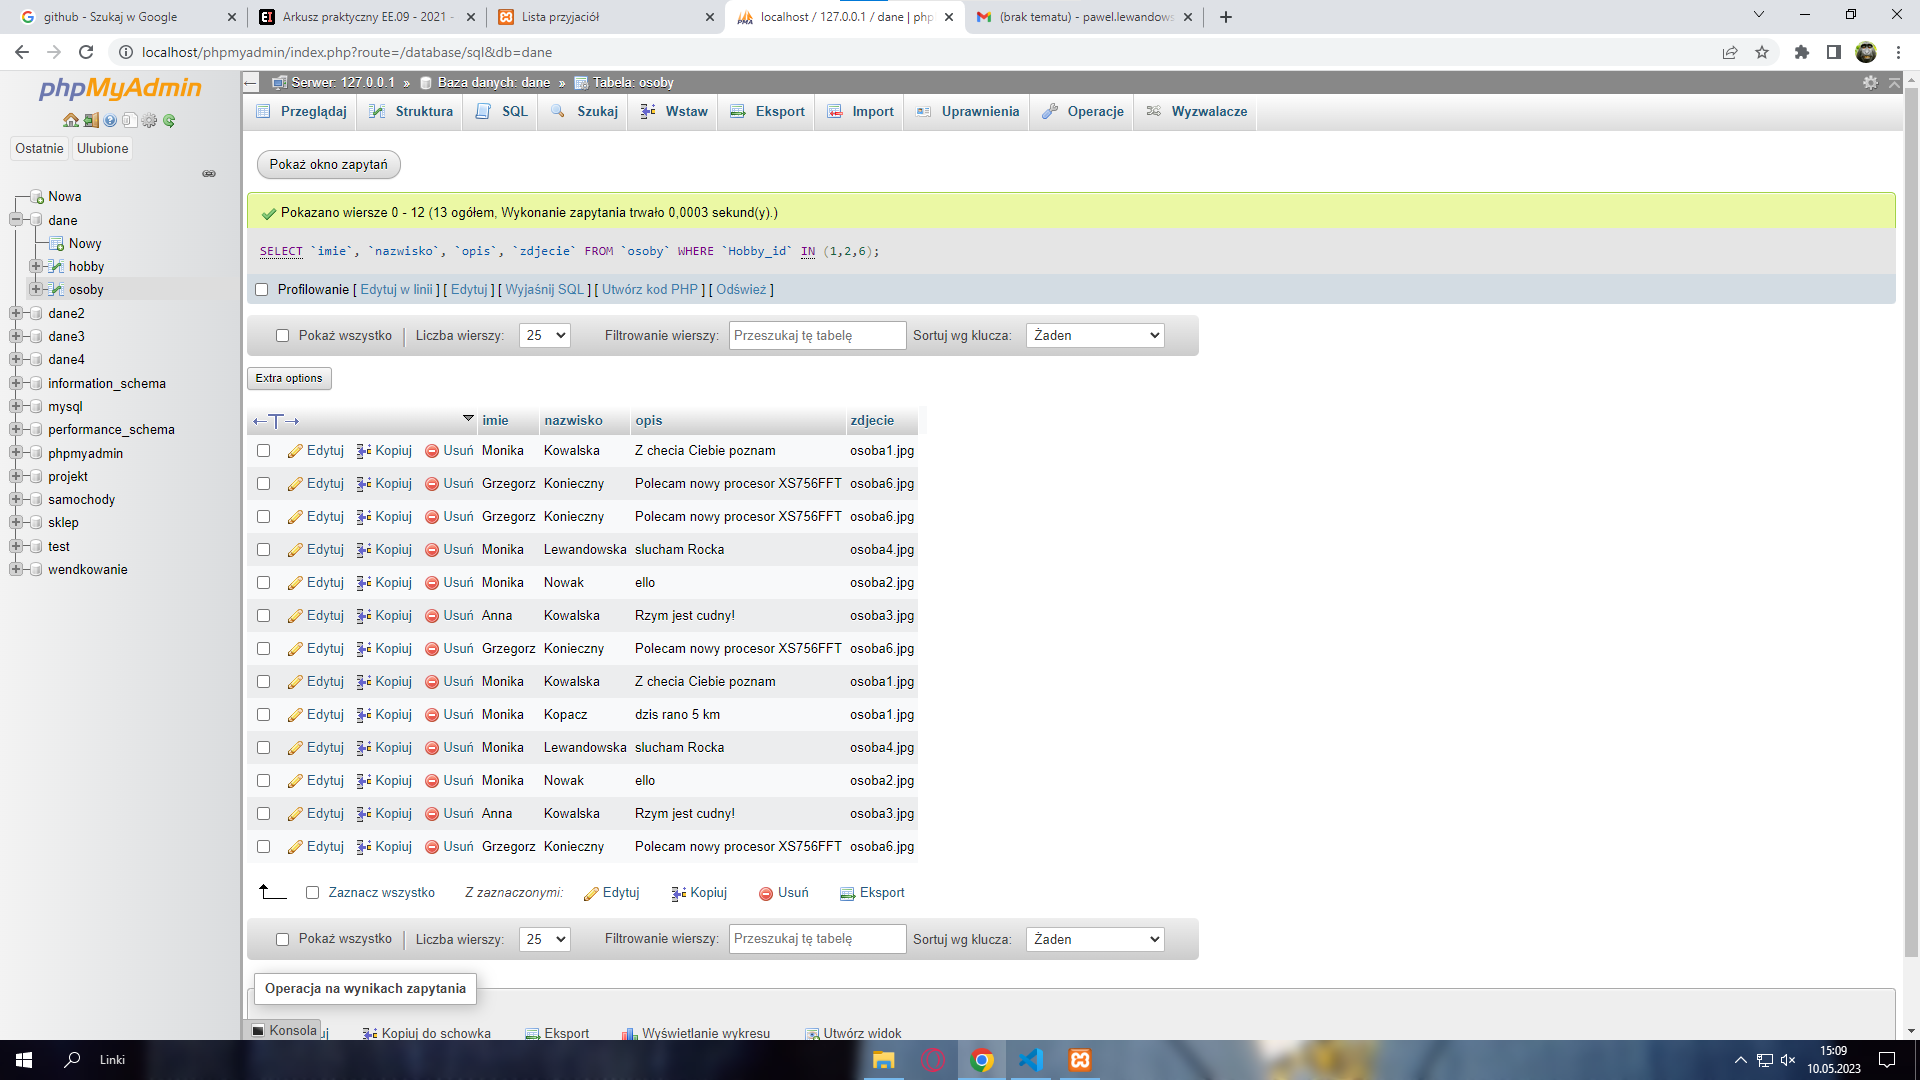 github - Szukaj w Google
Arkusz praktyczny EE.09 - 2021 -
Lista przyjaciół
localhost / 127.0.0.1 / dane | php
(brak tematu) - pawel.lewandows
localhost/phpmyadmin/index.php?route=/database/sql&db=dane
phpMyAdmin
Ostatnie
Ulubione
Nowa
dane
Nowy
hobby
osoby
dane2
dane3
dane4
information_schema
mysql
performance_schema
phpmyadmin
projekt
samochody
sklep
test
wendkowanie
Serwer: 127.0.0.1 » Baza danych: dane » Tabela: osoby
Przeglądaj Struktura SQL Szukaj Wstaw Eksport Import Uprawnienia Operacje Wyzwalacze
Pokaż okno zapytań
Pokazano wiersze 0 - 12 (13 ogółem, Wykonanie zapytania trwało 0,0003 sekund(y).)
SELECT `imie`, `nazwisko`, `opis`, `zdjecie` FROM `osoby` WHERE `Hobby_id` IN (1,2,6);
Profilowanie [ Edytuj w linii ] [ Edytuj ] [ Wyjaśnij SQL ] [ Utwórz kod PHP ] [ Odśwież ]
Pokaż wszystko | Liczba wierszy: 25 Filtrowanie wierszy: Przeszukaj tę tabelę Sortuj wg klucza: Żaden
Extra options
←T→ imie nazwisko opis zdjecie
Edytuj Kopiuj Usuń Monika Kowalska Z checia Ciebie poznam osoba1.jpg
Edytuj Kopiuj Usuń Grzegorz Konieczny Polecam nowy procesor XS756FFT osoba6.jpg
Edytuj Kopiuj Usuń Grzegorz Konieczny Polecam nowy procesor XS756FFT osoba6.jpg
Edytuj Kopiuj Usuń Monika Lewandowska slucham Rocka osoba4.jpg
Edytuj Kopiuj Usuń Monika Nowak ello osoba2.jpg
Edytuj Kopiuj Usuń Anna Kowalska Rzym jest cudny! osoba3.jpg
Edytuj Kopiuj Usuń Grzegorz Konieczny Polecam nowy procesor XS756FFT osoba6.jpg
Edytuj Kopiuj Usuń Monika Kowalska Z checia Ciebie poznam osoba1.jpg
Edytuj Kopiuj Usuń Monika Kopacz dzis rano 5 km osoba1.jpg
Edytuj Kopiuj Usuń Monika Lewandowska slucham Rocka osoba4.jpg
Edytuj Kopiuj Usuń Monika Nowak ello osoba2.jpg
Edytuj Kopiuj Usuń Anna Kowalska Rzym jest cudny! osoba3.jpg
Edytuj Kopiuj Usuń Grzegorz Konieczny Polecam nowy procesor XS756FFT osoba6.jpg
Zaznacz wszystko Z zaznaczonymi: Edytuj Kopiuj Usuń Eksport
Pokaż wszystko | Liczba wierszy: 25 Filtrowanie wierszy: Przeszukaj tę tabelę Sortuj wg klucza: Żaden
Operacja na wynikach zapytania
Konsola Kopiuj do schowka Eksport Wyświetlanie wykresu Utwórz widok
Linki
15:09
10.05.2023